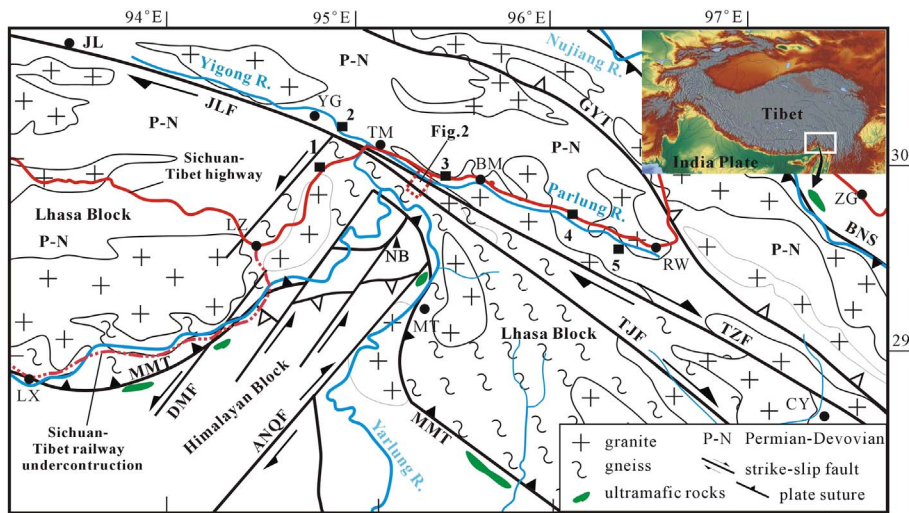 94°E
95°E
96°E
97°E
JL
Yigong R.
P-N
Nujiang R.
YG
2
JLF
P-N
TM
Fig.2
GYT
Tibet
1
3
BM
P-N
India Plate
30
Sichuan-
Tibet highway
Parlung R.
ZG
Lhasa Block
LZ
4
BNS
P-N
NB
5
RW
P-N
MT
Lhasa Block
TJF
TZF
29
MMT
LX
DMF
Himalayan Block
ANQF
MMT
CY
Sichuan-
Tibet railway
undercontruction
Yarlung R.
granite
P-N Permian-Devovian
gneiss
strike-slip fault
ultramafic rocks
plate suture